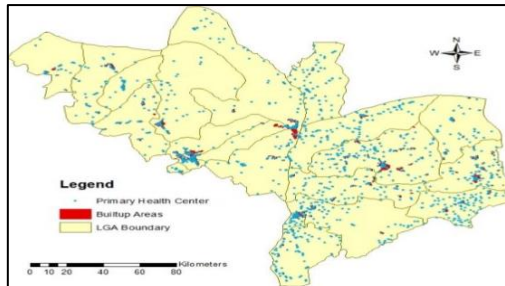 N
W E
S
Legend
Primary Health Center
Builtup Areas
LGA Boundary
Kilometers
0 10 20 40 60 80